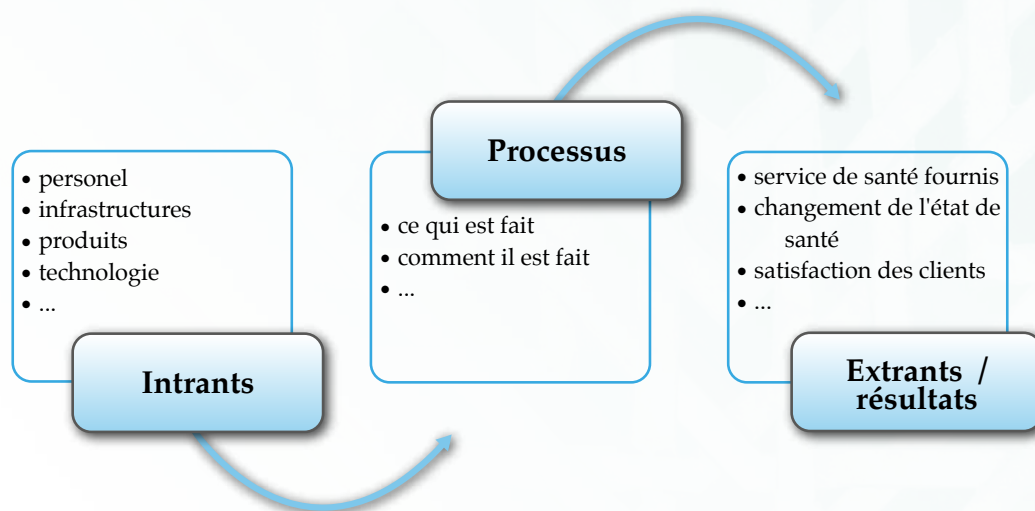 • personel
• infrastructures
• produits
• technologie
• ...
Intrants
Processus
• ce qui est fait
• comment il est fait
• ...
• service de santé fournis
• changement de l'état de
santé
• satisfaction des clients
• ...
Extrants /
résultats